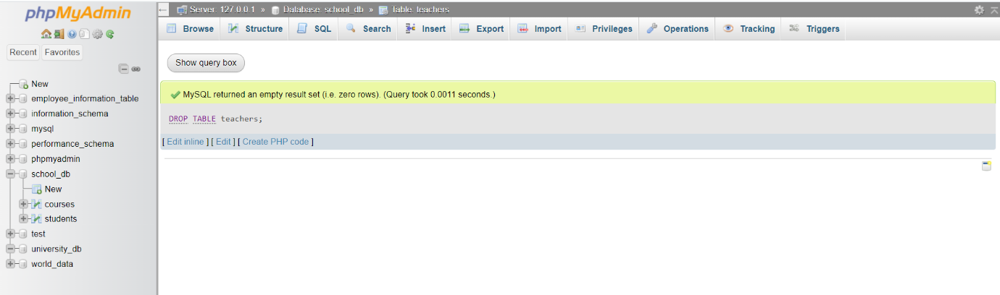 phpMyAdmin
Recent Favorites
New
employee_information_table
information_schema
mysql
performance_schema
phpmyadmin
school_db
New
courses
students
test
university_db
world_data
Server: 127.0.0.1 » Database: school_db » Table: teachers
Browse Structure SQL Search Insert Export Import Privileges Operations Tracking Triggers
Show query box
MySQL returned an empty result set (i.e. zero rows). (Query took 0.0011 seconds.)
DROP TABLE teachers;
[ Edit inline ] [ Edit ] [ Create PHP code ]